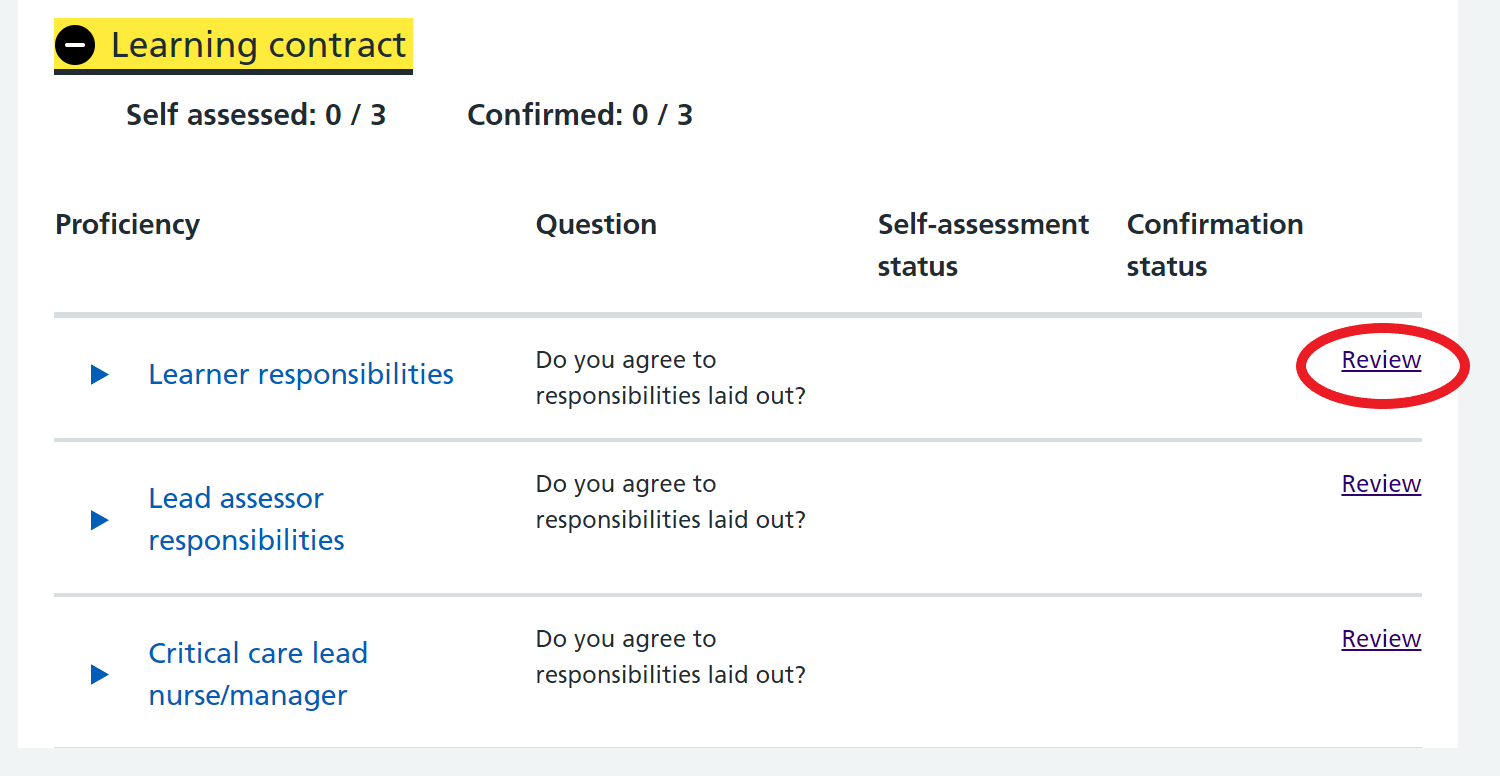 Learning contract
Self assessed: 0 / 3 Confirmed: 0 / 3
Proficiency Question Self-assessment status Confirmation status
Learner responsibilities Do you agree to responsibilities laid out? Review
Lead assessor responsibilities Do you agree to responsibilities laid out? Review
Critical care lead nurse/manager Do you agree to responsibilities laid out? Review